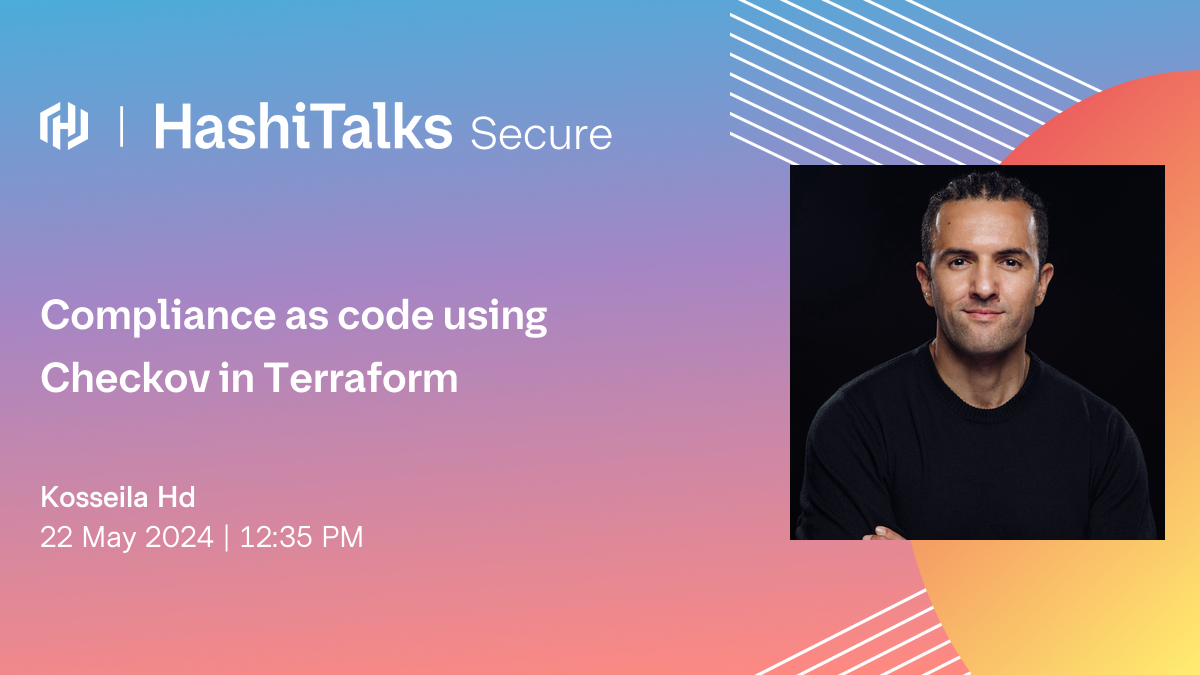 HashiTalks Secure
Compliance as code using
Checkov in Terraform
Kosseila Hd
22 May 2024 | 12:35 PM